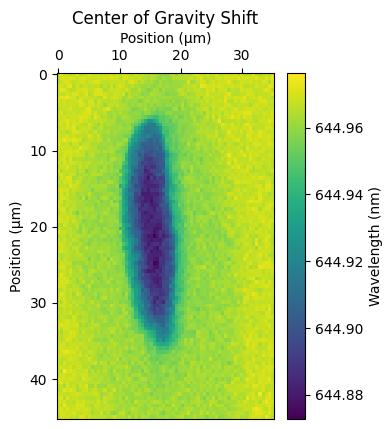 Center of Gravity Shift
Position (µm)
0 10 20 30
0
10
20
30
40
Position (µm)
644.96
644.94
644.92
644.90
644.88
Wavelength (nm)